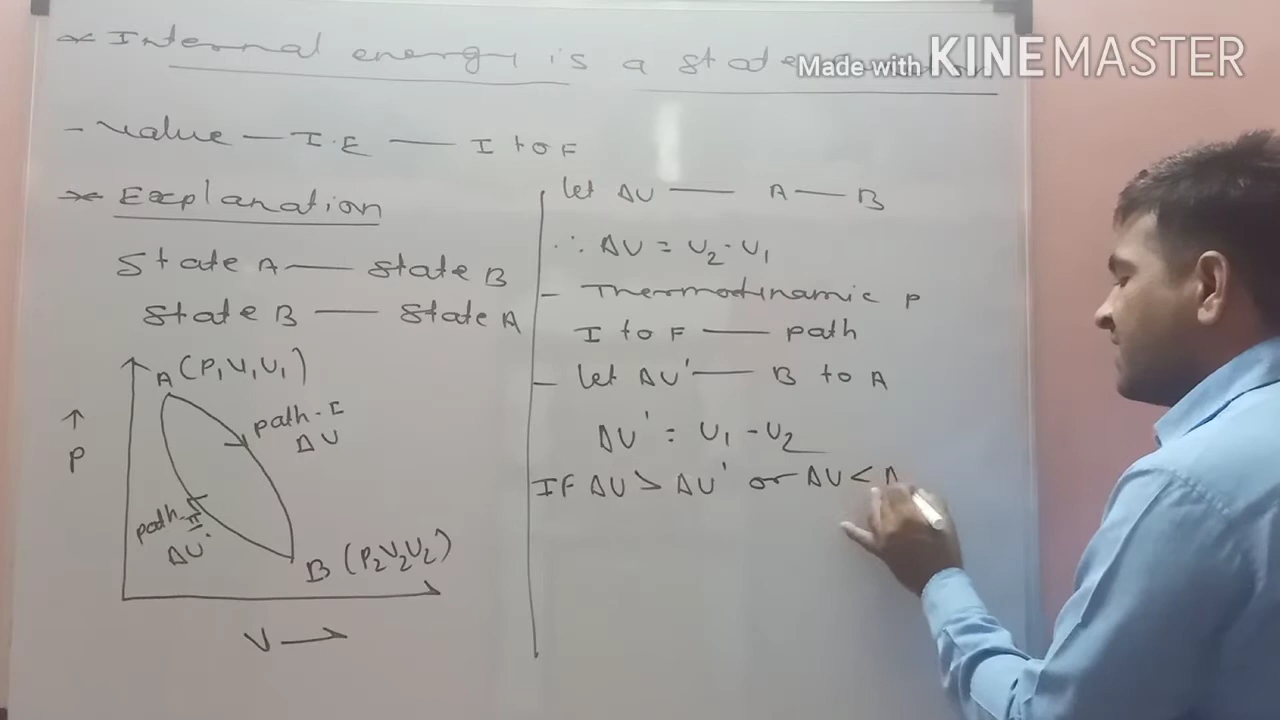 * Internal energy is a state
Made with KINEMASTER
- value — I.E — I to F
* Explanation
State A — State B
State B — State A
A (P₁ V₁ U₁)
path-I
ΔU
↑
P
path-II
ΔU'
B (P₂ V₂ U₂)
V →
let ΔU — A — B
∴ ΔU = U₂ - U₁
- Thermodinamic P
I to F — path
- let ΔU' — B to A
ΔU' = U₁ - U₂
IF ΔU > ΔU' or ΔU < Δ